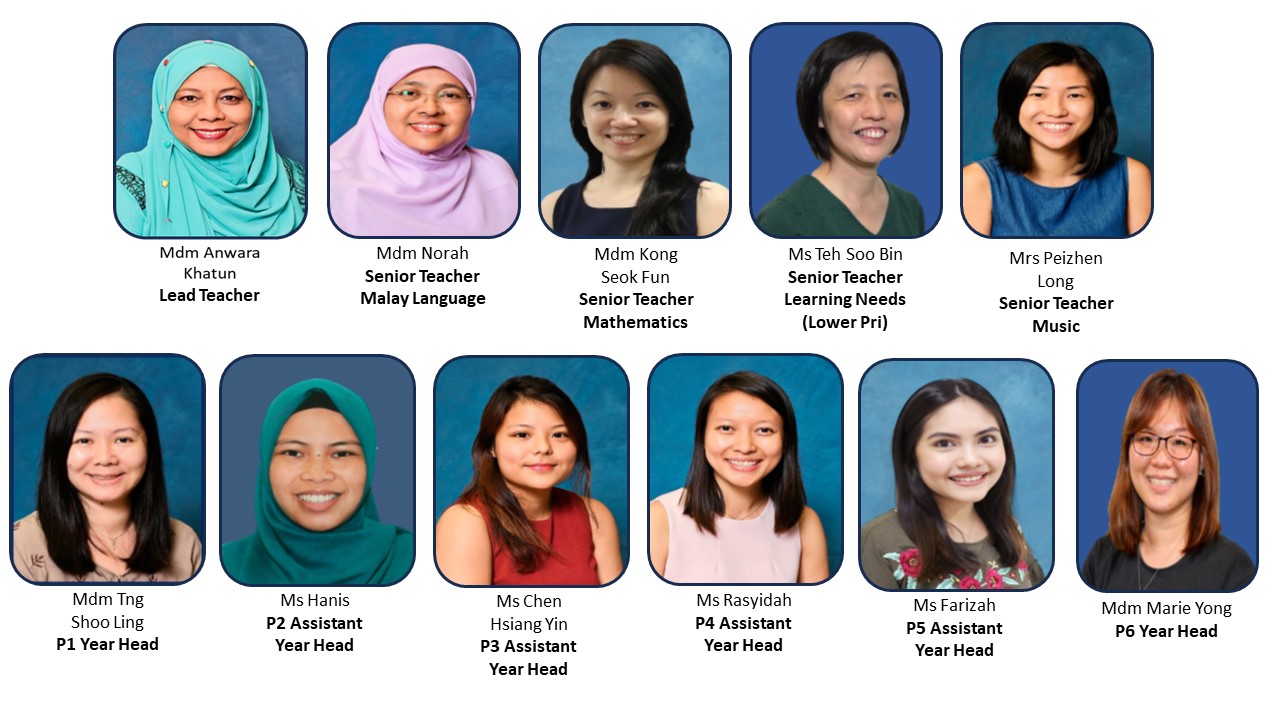 Mdm Anwara
Khatun
Lead Teacher
Mdm Norah
Senior Teacher
Malay Language
Mdm Kong
Seok Fun
Senior Teacher
Mathematics
Ms Teh Soo Bin
Senior Teacher
Learning Needs
(Lower Pri)
Mrs Peizhen
Long
Senior Teacher
Music
Mdm Tng
Shoo Ling
P1 Year Head
Ms Hanis
P2 Assistant
Year Head
Ms Chen
Hsiang Yin
P3 Assistant
Year Head
Ms Rasyidah
P4 Assistant
Year Head
Ms Farizah
P5 Assistant
Year Head
Mdm Marie Yong
P6 Year Head